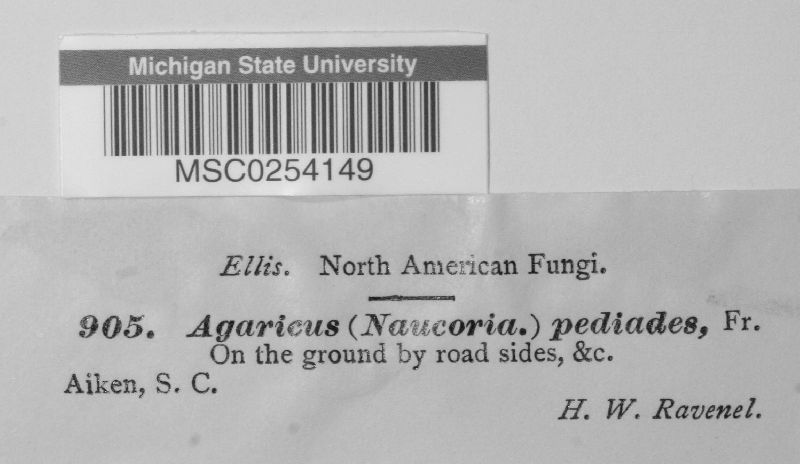 Michigan State University
MSC0254149
Ellis. North American Fungi.
905. Agaricus (Naucoria.) pediades, Fr.
On the ground by road sides, &c.
Aiken, S. C.
H. W. Ravenel.